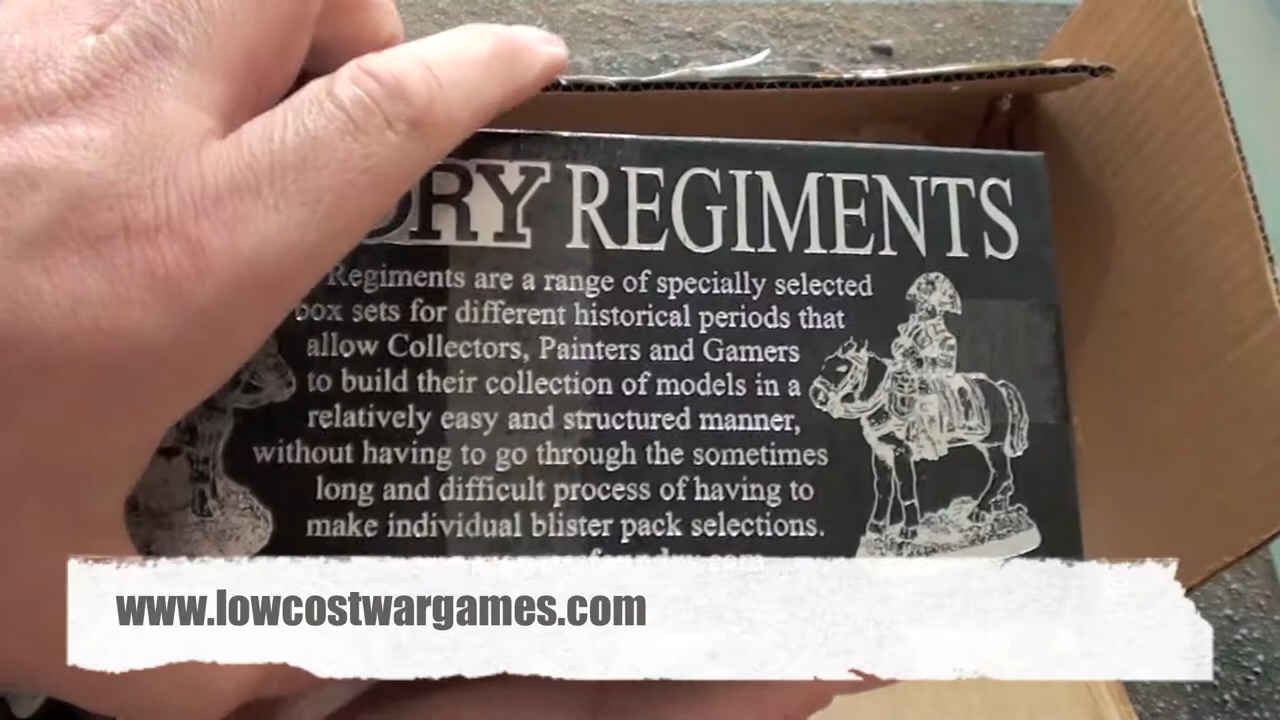 DRY REGIMENTS
Regiments are a range of specially selected
box sets for different historical periods that
allow Collectors, Painters and Gamers
to build their collection of models in a
relatively easy and structured manner,
without having to go through the sometimes
long and difficult process of having to
make individual blister pack selections.
www.lowcostwargames.com